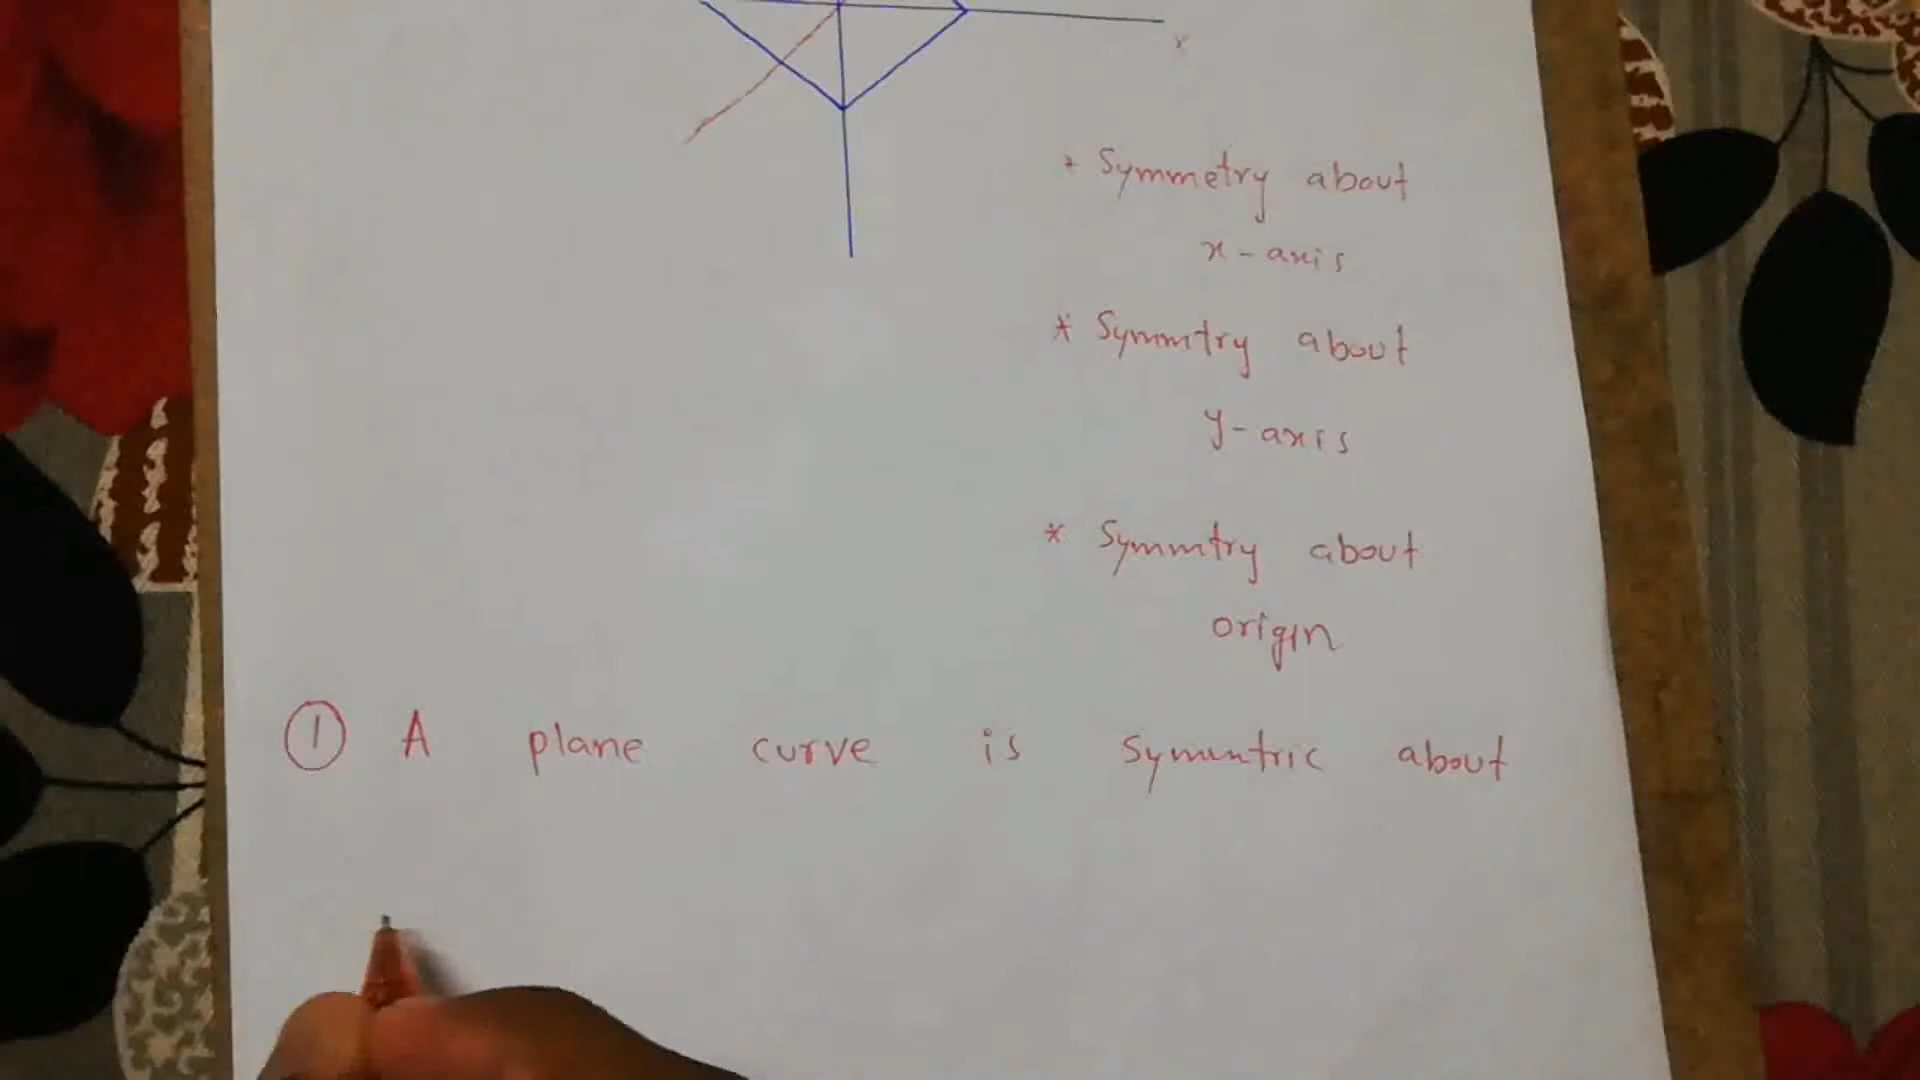 x
* Symmetry about
x-axis
* Symmtry about
y-axis
* Symmtry about
origin
① A plane curve is Symmtric about